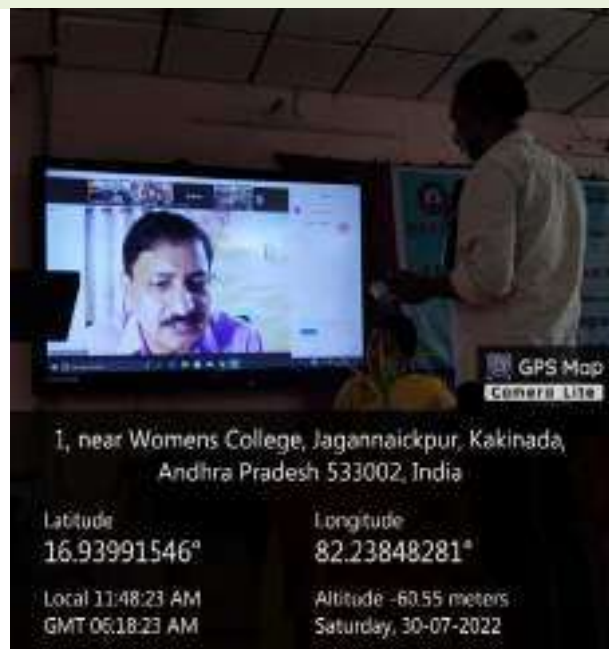 GPS Map
Camera Lite
1, near Womens College, Jagannaickpur, Kakinada,
Andhra Pradesh 533002, India
Latitude
16.93991546°
Longitude
82.23848281°
Local 11:48:23 AM
GMT 06:18:23 AM
Altitude -60.55 meters
Saturday, 30-07-2022